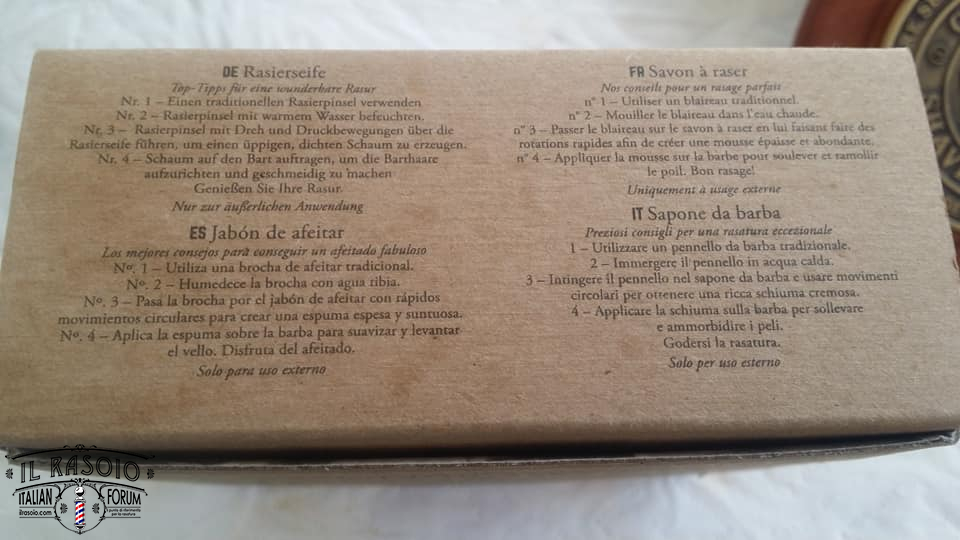 DE Rasierseife
Top-Tipps für eine wunderbare Rasur
Nr. 1 – Einen traditionellen Rasierpinsel verwenden
Nr. 2 – Rasierpinsel mit warmem Wasser befeuchten.
Nr. 3 – Rasierpinsel mit Dreh und Druckbewegungen über die
Rasierseife führen, um einen üppigen, dichten Schaum zu erzeugen.
Nr. 4 – Schaum auf den Bart auftragen, um die Barthaare
aufzurichten und geschmeidig zu machen
Genießen Sie Ihre Rasur.
Nur zur äußerlichen Anwendung
ES Jabón de afeitar
Los mejores consejos para conseguir un afeitado fabuloso
Nº. 1 – Utiliza una brocha de afeitar tradicional.
Nº. 2 – Humedece la brocha con agua tibia.
Nº. 3 – Pasa la brocha por el jabón de afeitar con rápidos
movimientos circulares para crear una espuma espesa y suntuosa.
Nº. 4 – Aplica la espuma sobre la barba para suavizar y levantar
el vello. Disfruta del afeitado.
Solo para uso externo
FR Savon à raser
Nos conseils pour un rasage parfait
n° 1 – Utiliser un blaireau traditionnel.
n° 2 – Mouiller le blaireau dans l'eau chaude.
n° 3 – Passer le blaireau sur le savon à raser en lui faisant faire des
rotations rapides afin de créer une mousse épaisse et abondante.
n° 4 – Appliquer la mousse sur la barbe pour soulever et ramollir
le poil. Bon rasage!
Uniquement à usage externe
IT Sapone da barba
Preziosi consigli per una rasatura eccezionale
1 – Utilizzare un pennello da barba tradizionale.
2 – Immergere il pennello in acqua calda.
3 – Intingere il pennello nel sapone da barba e usare movimenti
circolari per ottenere una ricca schiuma cremosa.
4 – Applicare la schiuma sulla barba per sollevare
e ammorbidire i peli.
Godersi la rasatura.
Solo per uso esterno
IL RASOIO
ITALIAN FORUM
ilrasoio.com